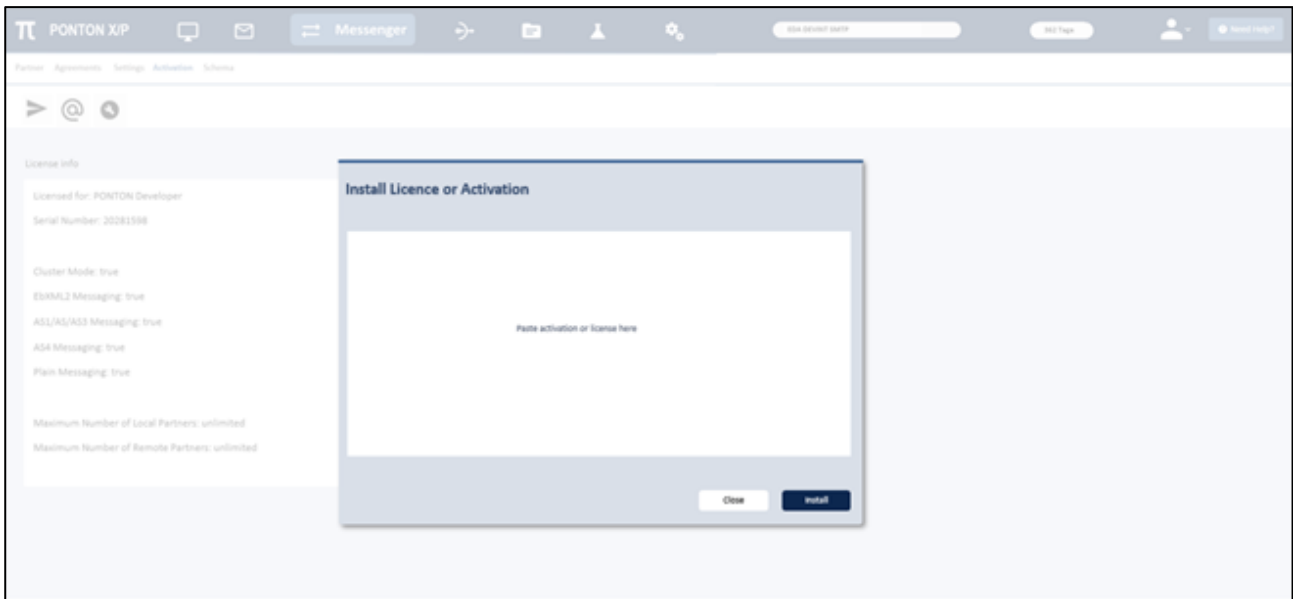 PONTON X/P
Messenger
362 Tage
Need Help?
Partner Agreements Settings Activation Schema
License info
Licensed for: PONTON Developer
Serial Number: 20281598
Cluster Mode: true
EbXML2 Messaging: true
AS1/AS/AS3 Messaging: true
AS4 Messaging: true
Plain Messaging: true
Maximum Number of Local Partners: unlimited
Maximum Number of Remote Partners: unlimited
Install Licence or Activation
Paste activation or license here
Close Install